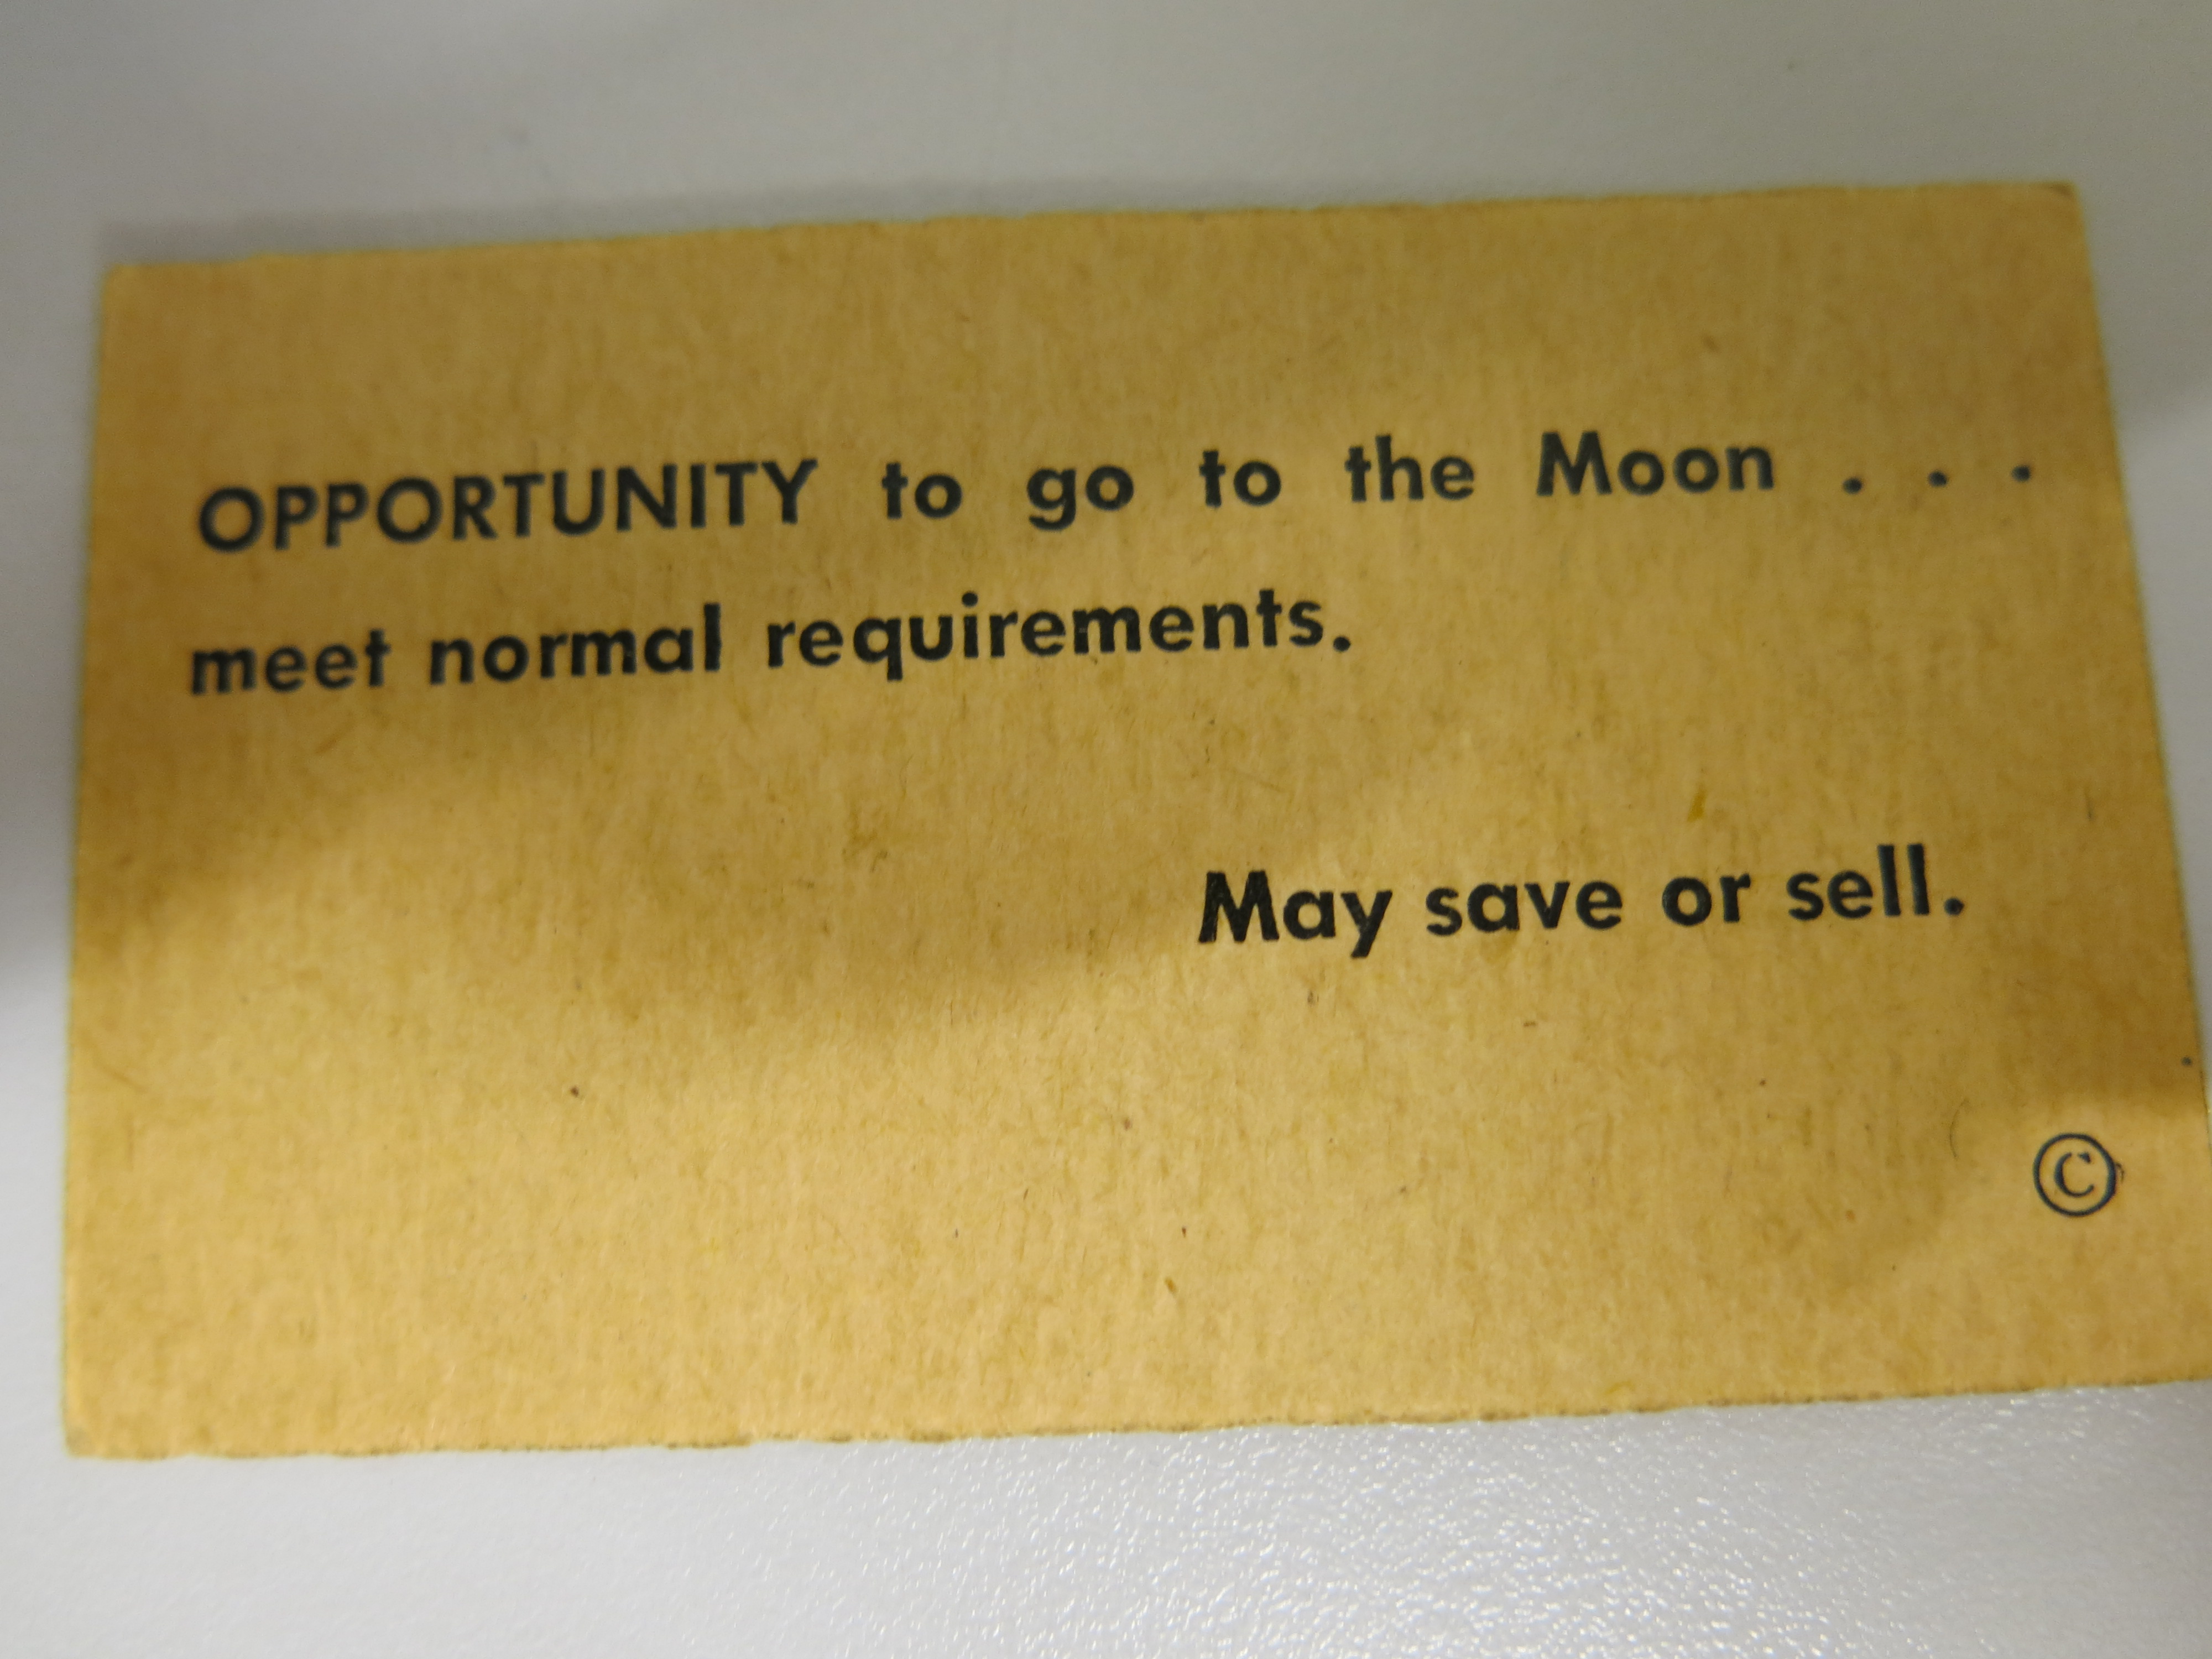 OPPORTUNITY to go to the Moon . . .
meet normal requirements.
May save or sell.
©